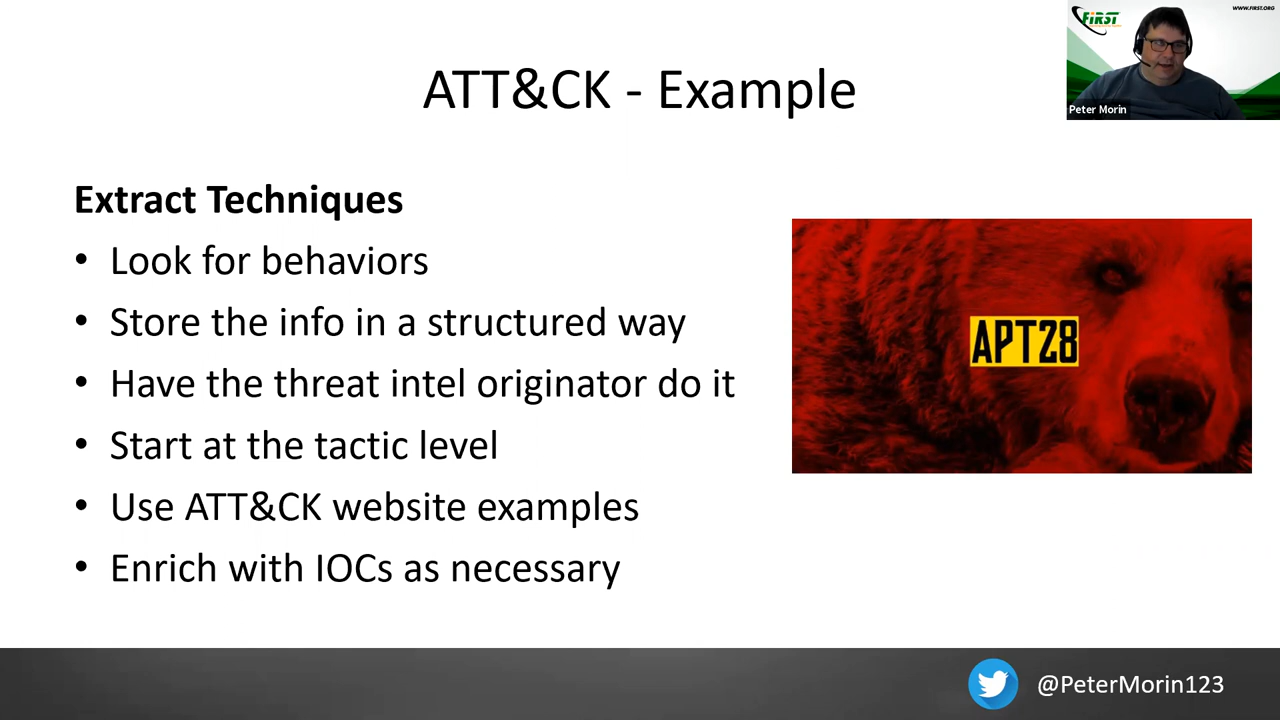 FiRST
WWW.FIRST.ORG
Peter Morin
ATT&CK - Example
Extract Techniques
• Look for behaviors
• Store the info in a structured way
• Have the threat intel originator do it
• Start at the tactic level
• Use ATT&CK website examples
• Enrich with IOCs as necessary
APT28
@PeterMorin123